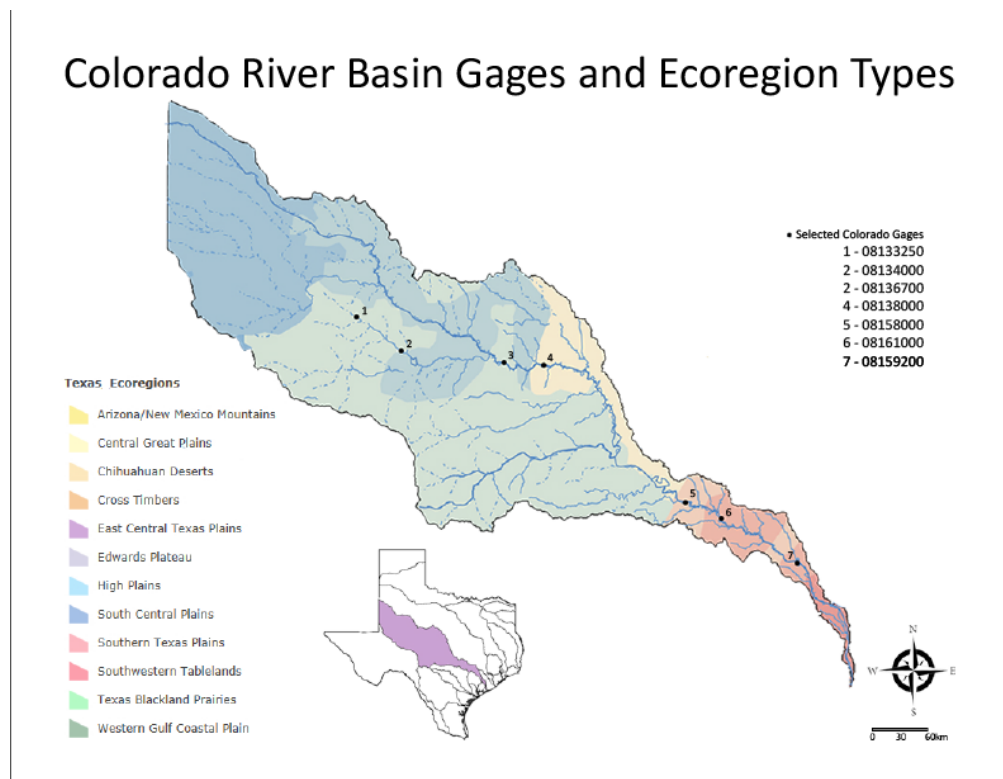 Colorado River Basin Gages and Ecoregion Types
• Selected Colorado Gages
1 - 08133250
2 - 08134000
2 - 08136700
4 - 08138000
5 - 08158000
6 - 08161000
7 - 08159200
1
2
3
4
5
6
7
Texas Ecoregions
Arizona/New Mexico Mountains
Central Great Plains
Chihuahuan Deserts
Cross Timbers
East Central Texas Plains
Edwards Plateau
High Plains
South Central Plains
Southern Texas Plains
Southwestern Tablelands
Texas Blackland Prairies
Western Gulf Coastal Plain
N
W E
S
0 30 60km